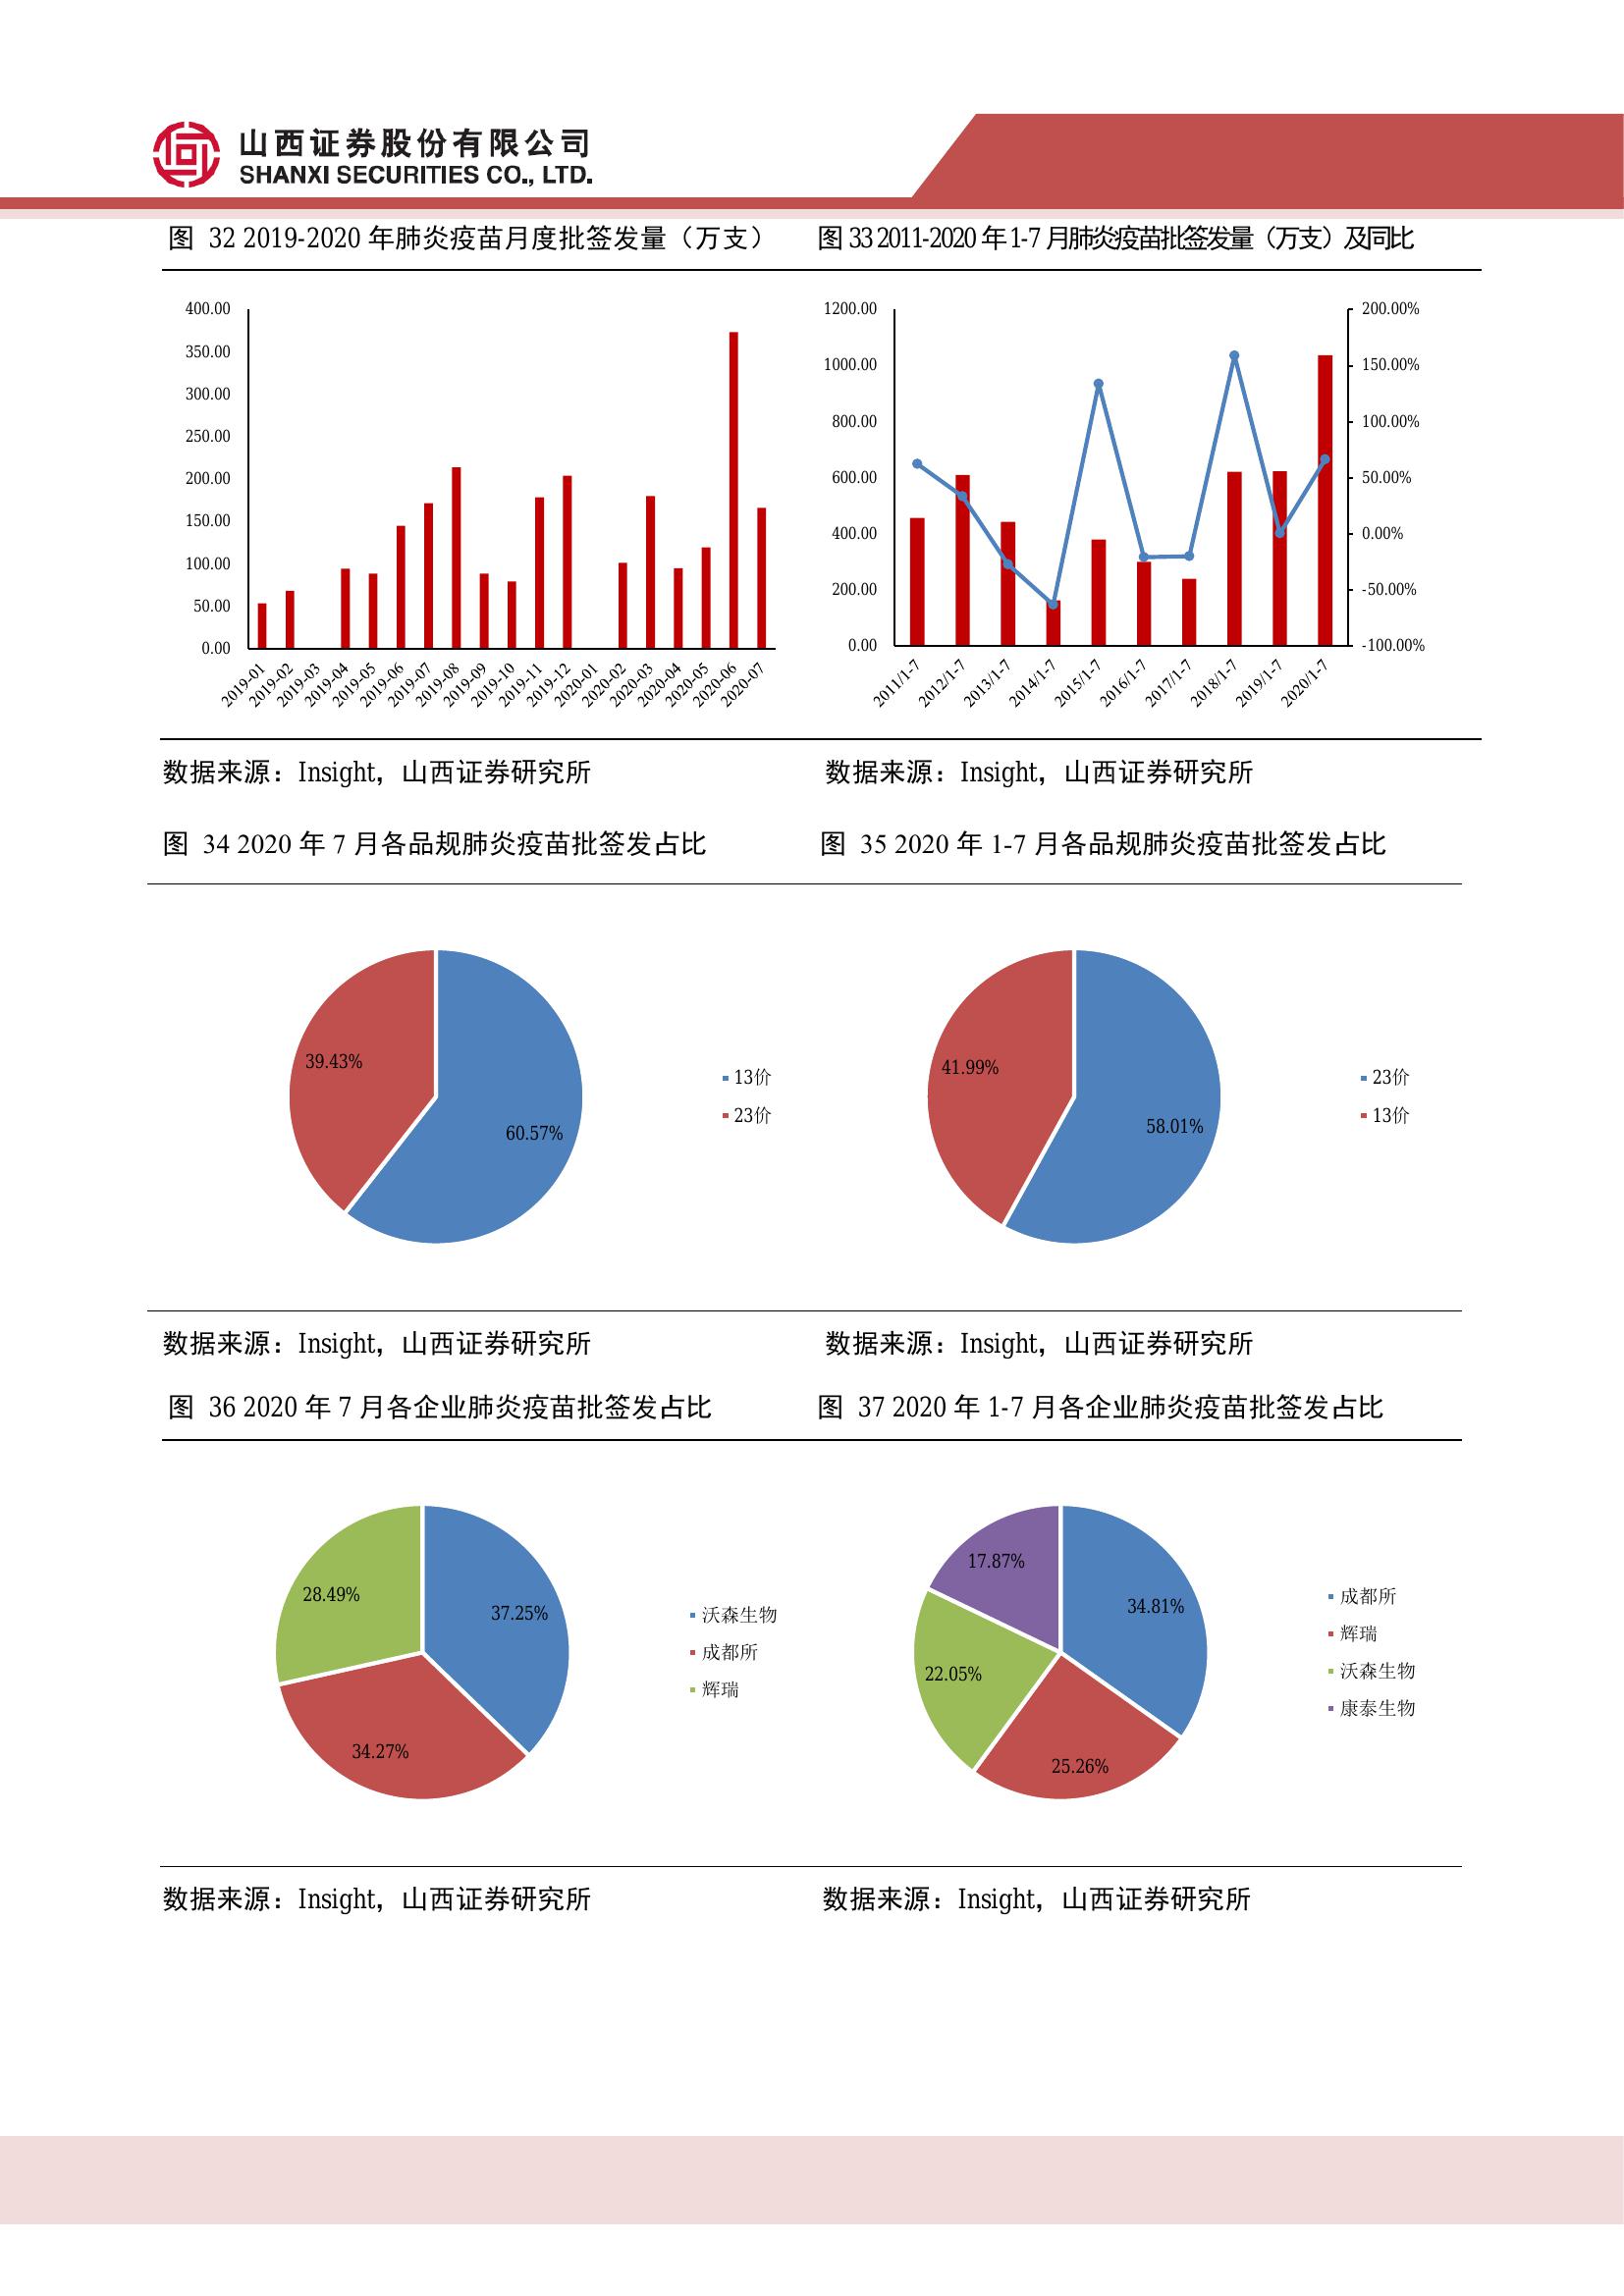 山西证券股份有限公司
SHANXI SECURITIES CO., LTD.
图 32 2019-2020 年肺炎疫苗月度批签发量（万支）
400.00
350.00
300.00
250.00
200.00
150.00
100.00
50.00
0.00
2019-01
2019-02
2019-03
2019-04
2019-05
2019-06
2019-07
2019-08
2019-09
2019-10
2019-11
2019-12
2020-01
2020-02
2020-03
2020-04
2020-05
2020-06
2020-07
图 33 2011-2020 年 1-7 月肺炎疫苗批签发量（万支）及同比
1200.00
1000.00
800.00
600.00
400.00
200.00
0.00
200.00%
150.00%
100.00%
50.00%
0.00%
-50.00%
-100.00%
2011/1-7
2012/1-7
2013/1-7
2014/1-7
2015/1-7
2016/1-7
2017/1-7
2018/1-7
2019/1-7
2020/1-7
数据来源：Insight，山西证券研究所
数据来源：Insight，山西证券研究所
图 34 2020 年 7 月各品规肺炎疫苗批签发占比
39.43%
60.57%
13价
23价
图 35 2020 年 1-7 月各品规肺炎疫苗批签发占比
41.99%
58.01%
23价
13价
数据来源：Insight，山西证券研究所
数据来源：Insight，山西证券研究所
图 36 2020 年 7 月各企业肺炎疫苗批签发占比
28.49%
37.25%
34.27%
沃森生物
成都所
辉瑞
图 37 2020 年 1-7 月各企业肺炎疫苗批签发占比
17.87%
34.81%
22.05%
25.26%
成都所
辉瑞
沃森生物
康泰生物
数据来源：Insight，山西证券研究所
数据来源：Insight，山西证券研究所